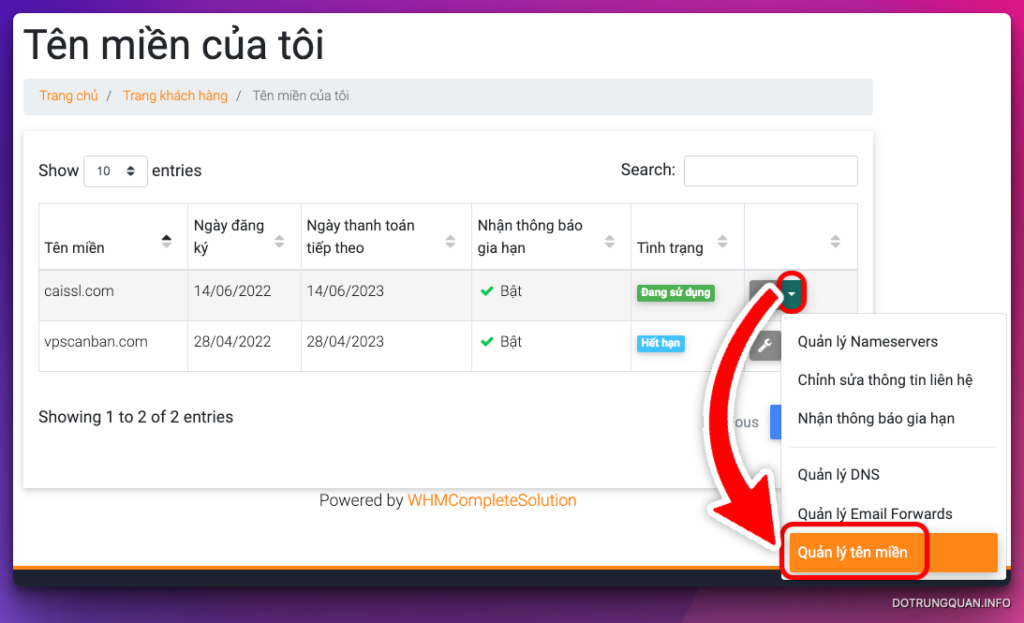 Tên miền của tôi
Trang chủ / Trang khách hàng / Tên miền của tôi
Show 10 entries
Search:
Tên miền
Ngày đăng ký
Ngày thanh toán tiếp theo
Nhận thông báo gia hạn
Tình trạng
caissl.com 14/06/2022 14/06/2023 Bật Đang sử dụng
vpscanban.com 28/04/2022 28/04/2023 Bật Hết hạn
Quản lý Nameservers
Chỉnh sửa thông tin liên hệ
Nhận thông báo gia hạn
Quản lý DNS
Quản lý Email Forwards
Quản lý tên miền
Showing 1 to 2 of 2 entries
ous
Powered by WHMCompleteSolution
DOTRUNGQUAN.INFO